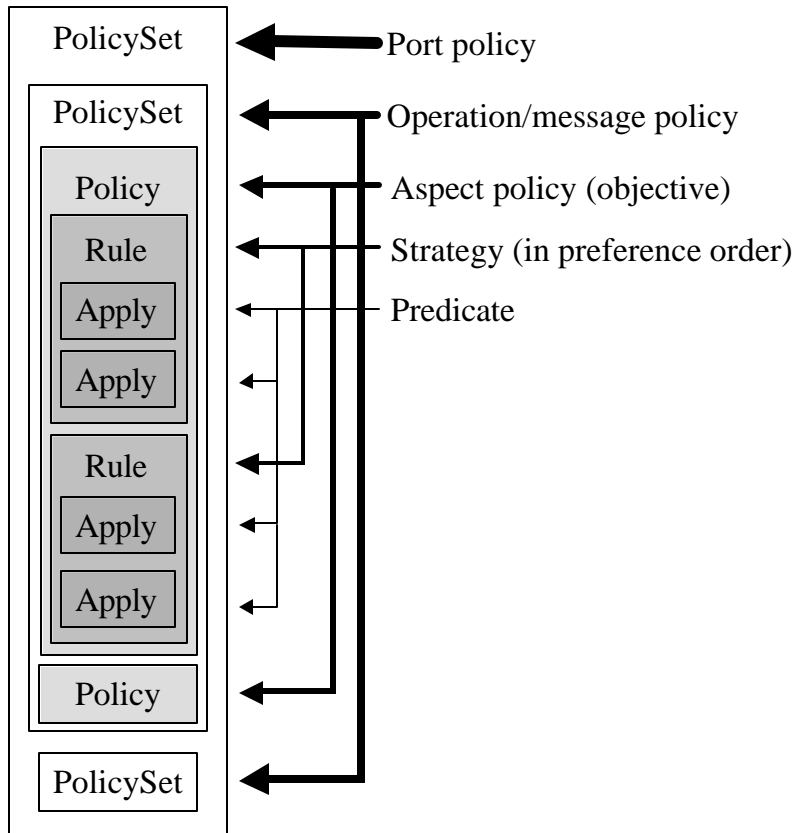 PolicySet
Port policy
PolicySet
Operation/message policy
Policy
Aspect policy (objective)
Rule
Strategy (in preference order)
Apply
Predicate
Apply
Rule
Apply
Apply
Policy
PolicySet